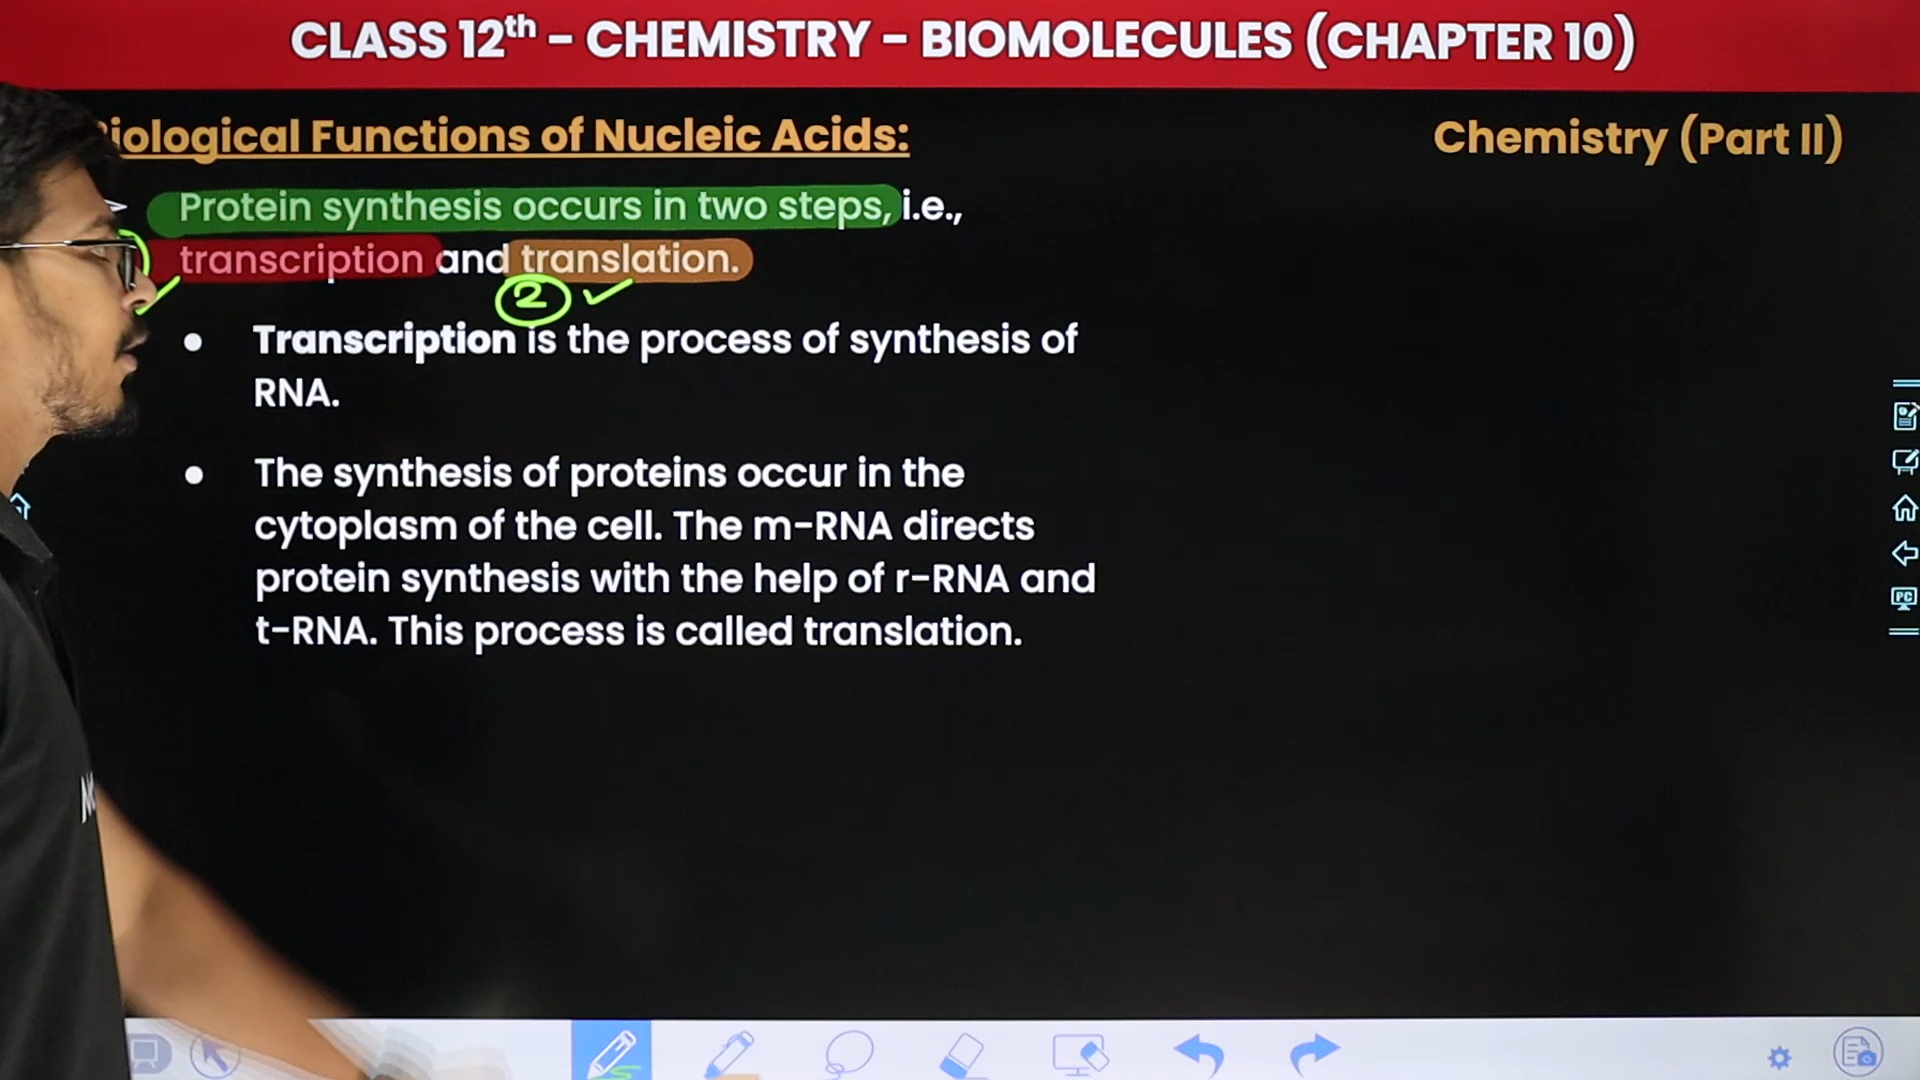 CLASS 12th - CHEMISTRY - BIOMOLECULES (CHAPTER 10)
Biological Functions of Nucleic Acids:
Chemistry (Part II)
Protein synthesis occurs in two steps, i.e.,
transcription and translation.
2
• Transcription is the process of synthesis of
RNA.
• The synthesis of proteins occur in the
cytoplasm of the cell. The m-RNA directs
protein synthesis with the help of r-RNA and
t-RNA. This process is called translation.
PC